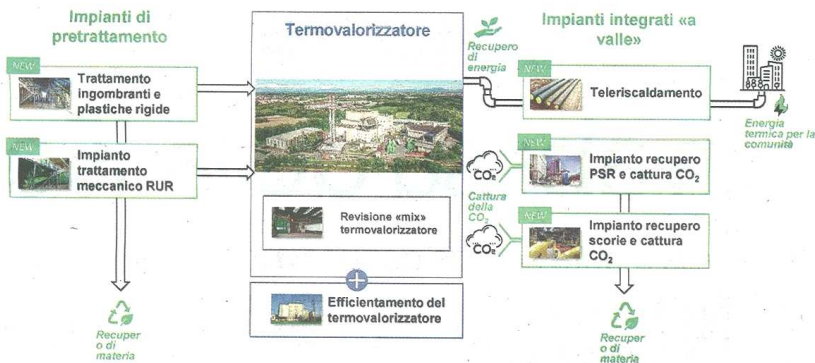 Impianti di
pretrattamento
NEW
Trattamento
ingombranti e
plastiche rigide
NEW
Impianto
trattamento
meccanico RUR
Recuper
o di
materia
Termovalorizzatore
Revisione «mix»
termovalorizzatore
Efficientamento del
termovalorizzatore
Recupero
di
energia
CO2
Cattura
della
CO2
CO2
Impianti integrati «a
valle»
NEW
Teleriscaldamento
NEW
Impianto recupero
PSR e cattura CO2
NEW
Impianto recupero
scorie e cattura
CO2
Recuper
o di
materia
Energia
termica per la
comunità